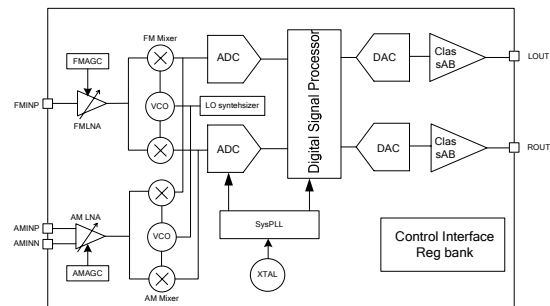 FM Mixer
FMAGC
ADC
DAC
Clas
sAB
LOUT
FMINP
FMLNA
VCO
LO syntehsizer
Digital Signal Processor
ADC
DAC
Clas
sAB
ROUT
AM LNA
AMINP
AMINN
VCO
SysPLL
AMAGC
AM Mixer
XTAL
Control Interface
Reg bank